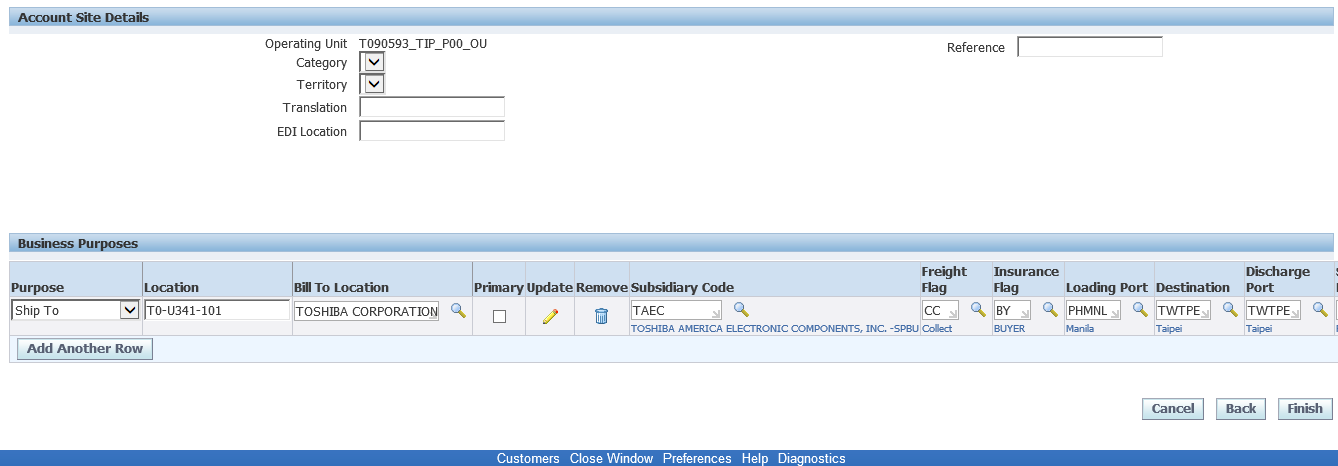 Account Site Details
Operating Unit T090593_TIP_P00_OU
Reference
Category
Territory
Translation
EDI Location
Business Purposes
Purpose Location Bill To Location Primary Update Remove Subsidiary Code Freight Flag Insurance Flag Loading Port Destination Discharge Port
Ship To T0-U341-101 TOSHIBA CORPORATION TAEC CC BY PHMNL TWTPE TWTPE
TOSHIBA AMERICA ELECTRONIC COMPONENTS, INC. -SPBU Collect BUYER Manila Taipei Taipei
Add Another Row
Cancel Back Finish
Customers Close Window Preferences Help Diagnostics